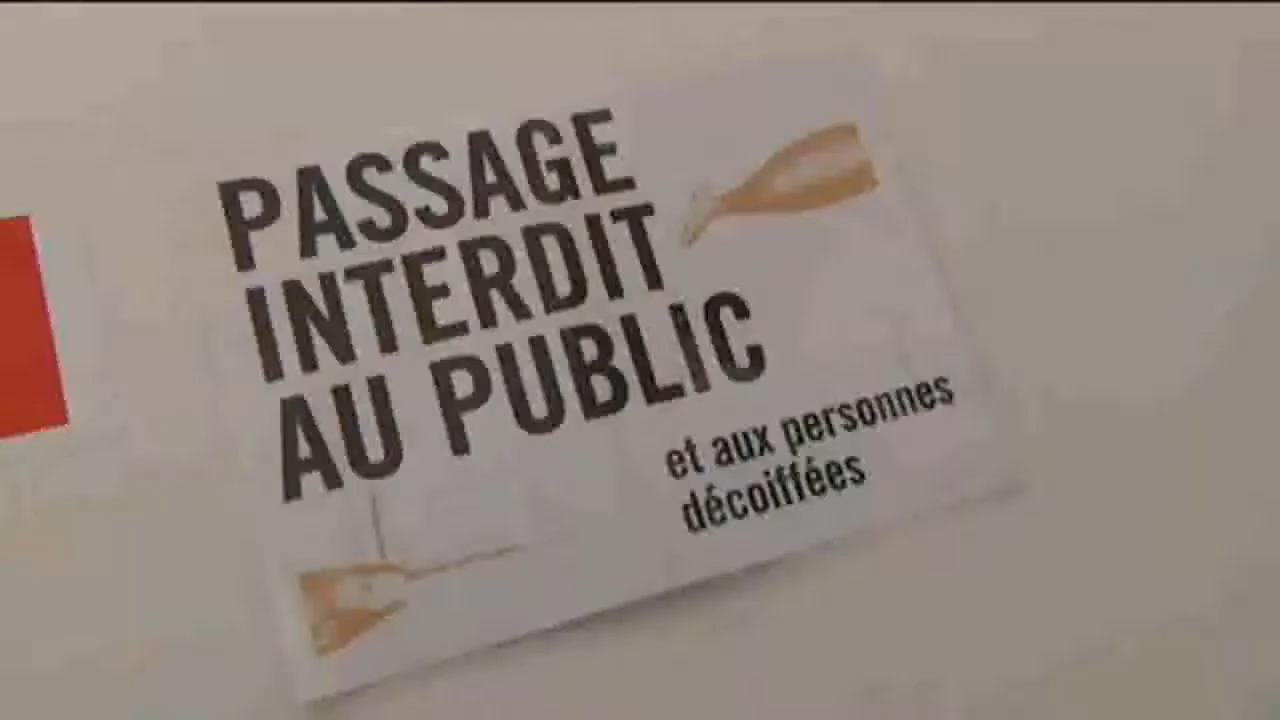 PASSAGE
INTERDIT
AU PUBLIC
et aux personnes
décoiffées